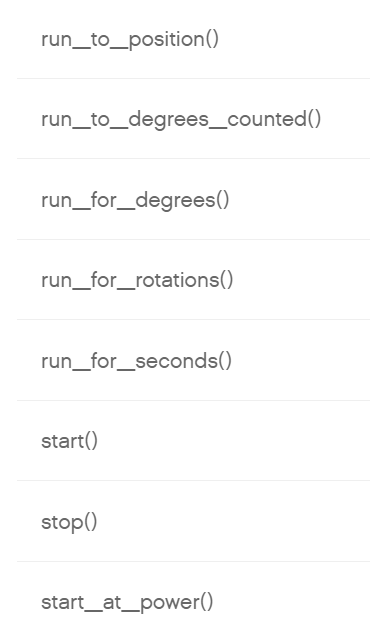 run_to_position()
run_to_degrees_counted()
run_for_degrees()
run_for_rotations()
run_for_seconds()
start()
stop()
start_at_power()